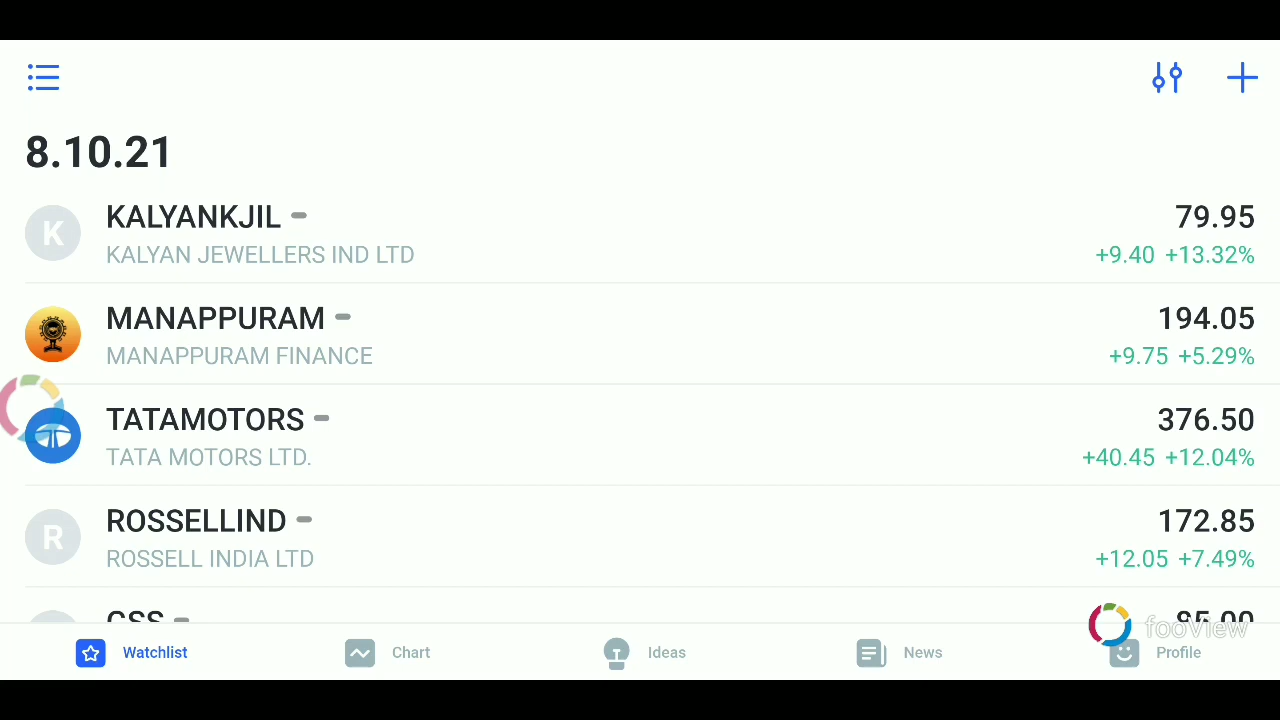 8.10.21
K
KALYANKJIL
79.95
KALYAN JEWELLERS IND LTD
+9.40 +13.32%
MANAPPURAM
194.05
MANAPPURAM FINANCE
+9.75 +5.29%
TATAMOTORS
376.50
TATA MOTORS LTD.
+40.45 +12.04%
R
ROSSELLIND
172.85
ROSSELL INDIA LTD
+12.05 +7.49%
fooView
Watchlist
Chart
Ideas
News
Profile